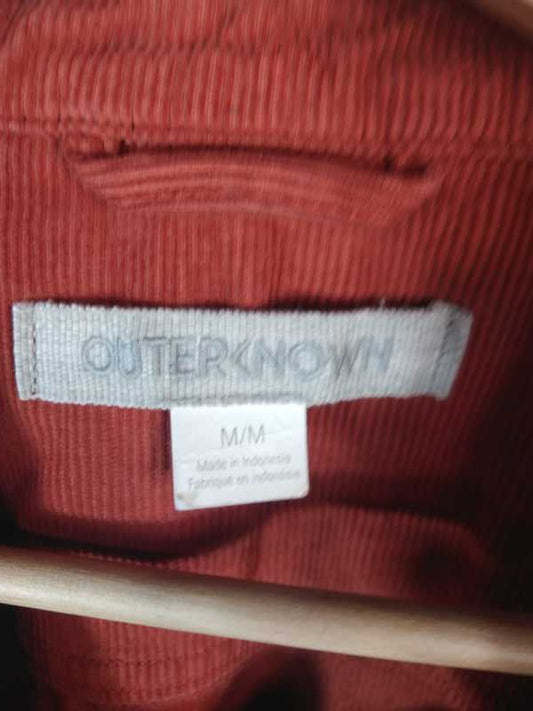 OUTERKNOWN
M/M
Made in Indonesia
Fabriqué en Indonésie